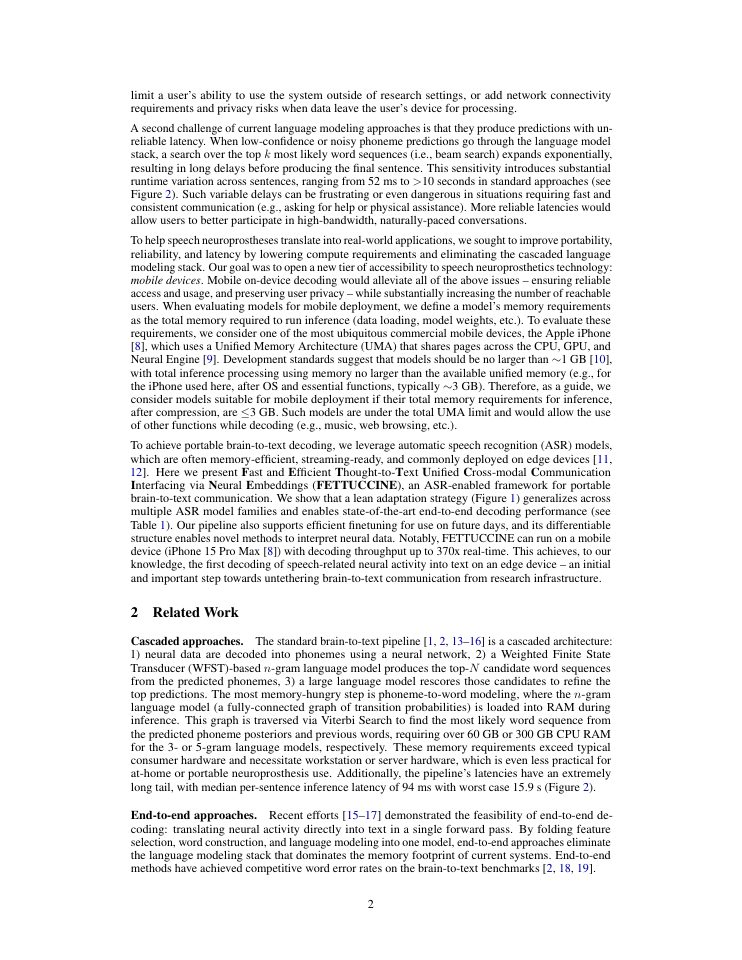 limit a user's ability to use the system outside of research settings, or add network connectivity
requirements and privacy risks when data leave the user's device for processing.
A second challenge of current language modeling approaches is that they produce predictions with un-
reliable latency. When low-confidence or noisy phoneme predictions go through the language model
stack, a search over the top k most likely word sequences (i.e., beam search) expands exponentially,
resulting in long delays before producing the final sentence. This sensitivity introduces substantial
runtime variation across sentences, ranging from 52 ms to >10 seconds in standard approaches (see
Figure 2). Such variable delays can be frustrating or even dangerous in situations requiring fast and
consistent communication (e.g., asking for help or physical assistance). More reliable latencies would
allow users to better participate in high-bandwidth, naturally-paced conversations.
To help speech neuroprostheses translate into real-world applications, we sought to improve portability,
reliability, and latency by lowering compute requirements and eliminating the cascaded language
modeling stack. Our goal was to open a new tier of accessibility to speech neuroprosthetics technology:
mobile devices. Mobile on-device decoding would alleviate all of the above issues – ensuring reliable
access and usage, and preserving user privacy – while substantially increasing the number of reachable
users. When evaluating models for mobile deployment, we define a model's memory requirements
as the total memory required to run inference (data loading, model weights, etc.). To evaluate these
requirements, we consider one of the most ubiquitous commercial mobile devices, the Apple iPhone
[8], which uses a Unified Memory Architecture (UMA) that shares pages across the CPU, GPU, and
Neural Engine [9]. Development standards suggest that models should be no larger than ∼1 GB [10],
with total inference processing using memory no larger than the available unified memory (e.g., for
the iPhone used here, after OS and essential functions, typically ∼3 GB). Therefore, as a guide, we
consider models suitable for mobile deployment if their total memory requirements for inference,
after compression, are ≤3 GB. Such models are under the total UMA limit and would allow the use
of other functions while decoding (e.g., music, web browsing, etc.).
To achieve portable brain-to-text decoding, we leverage automatic speech recognition (ASR) models,
which are often memory-efficient, streaming-ready, and commonly deployed on edge devices [11,
12]. Here we present Fast and Efficient Thought-to-Text Unified Cross-modal Communication
Interfacing via Neural Embeddings (FETTUCCINE), an ASR-enabled framework for portable
brain-to-text communication. We show that a lean adaptation strategy (Figure 1) generalizes across
multiple ASR model families and enables state-of-the-art end-to-end decoding performance (see
Table 1). Our pipeline also supports efficient finetuning for use on future days, and its differentiable
structure enables novel methods to interpret neural data. Notably, FETTUCCINE can run on a mobile
device (iPhone 15 Pro Max [8]) with decoding throughput up to 370x real-time. This achieves, to our
knowledge, the first decoding of speech-related neural activity into text on an edge device – an initial
and important step towards untethering brain-to-text communication from research infrastructure.
2 Related Work
Cascaded approaches. The standard brain-to-text pipeline [1, 2, 13–16] is a cascaded architecture:
1) neural data are decoded into phonemes using a neural network, 2) a Weighted Finite State
Transducer (WFST)-based n-gram language model produces the top-N candidate word sequences
from the predicted phonemes, 3) a large language model rescores those candidates to refine the
top predictions. The most memory-hungry step is phoneme-to-word modeling, where the n-gram
language model (a fully-connected graph of transition probabilities) is loaded into RAM during
inference. This graph is traversed via Viterbi Search to find the most likely word sequence from
the predicted phoneme posteriors and previous words, requiring over 60 GB or 300 GB CPU RAM
for the 3- or 5-gram language models, respectively. These memory requirements exceed typical
consumer hardware and necessitate workstation or server hardware, which is even less practical for
at-home or portable neuroprosthesis use. Additionally, the pipeline's latencies have an extremely
long tail, with median per-sentence inference latency of 94 ms with worst case 15.9 s (Figure 2).
End-to-end approaches. Recent efforts [15–17] demonstrated the feasibility of end-to-end de-
coding: translating neural activity directly into text in a single forward pass. By folding feature
selection, word construction, and language modeling into one model, end-to-end approaches eliminate
the language modeling stack that dominates the memory footprint of current systems. End-to-end
methods have achieved competitive word error rates on the brain-to-text benchmarks [2, 18, 19].
2